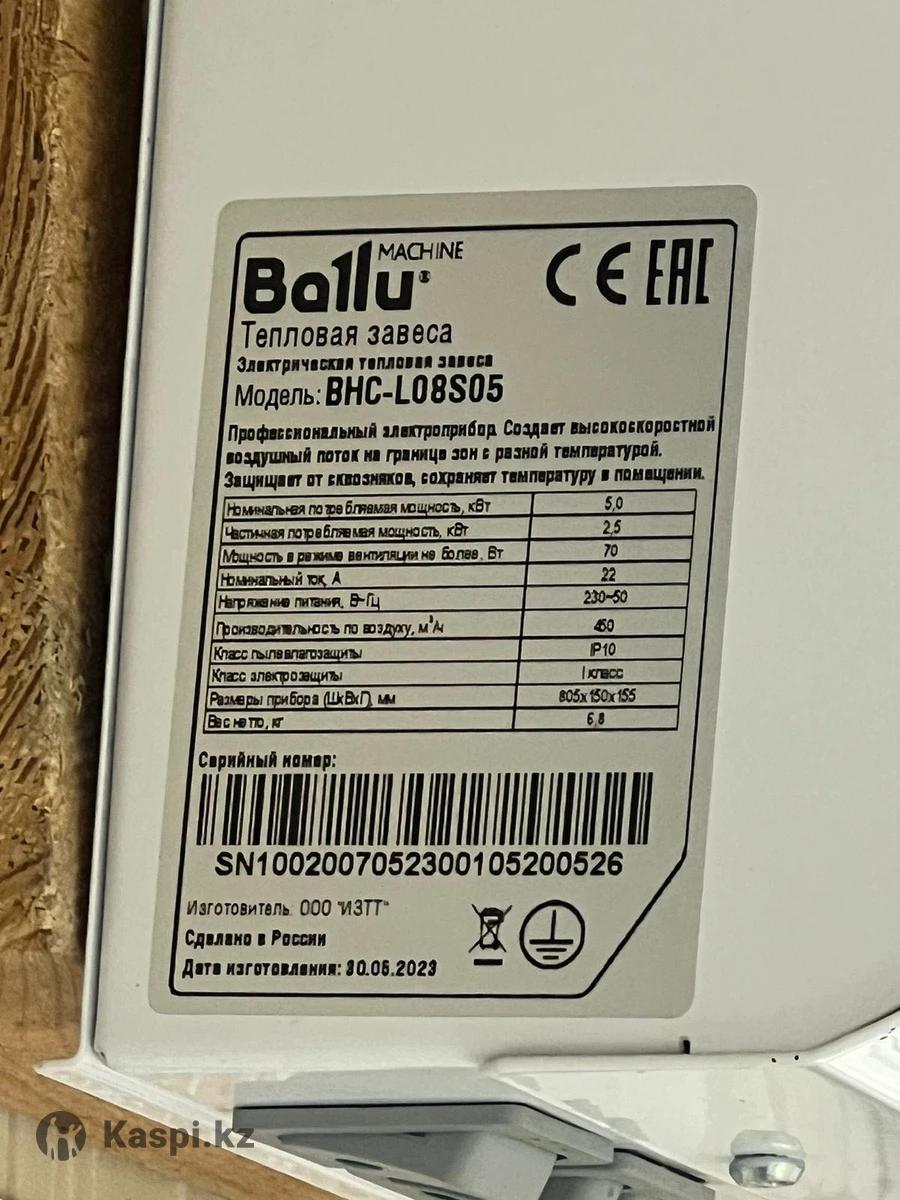 Ballu MACHINE
CE EAC
Тепловая завеса
Электрическая тепловая завеса
Модель: BHC-L08S05
Профессиональный электроприбор. Создает высокоскоростной
воздушный поток на границе зон с разной температурой.
Защищает от сквозняков, сохраняет температуру в помещении.
Номинальная потребляемая мощность, кВт 5,0
Частичная потребляемая мощность, кВт 2,5
Мощность в режиме вентиляции не более, Вт 70
Номинальный ток, А 22
Напряжение питания, В~Гц 230~50
Производительность по воздуху, м³/ч 450
Класс пылевлагозащиты IP10
Класс электрозащиты I класс
Размеры прибора (ШхВхГ), мм 805x150x155
Вес нетто, кг 6,8
Серийный номер:
SN1002007052300105200526
Изготовитель: ООО "ИЗТТ"
Сделано в России
Дата изготовления: 30.05.2023
Kaspi.kz